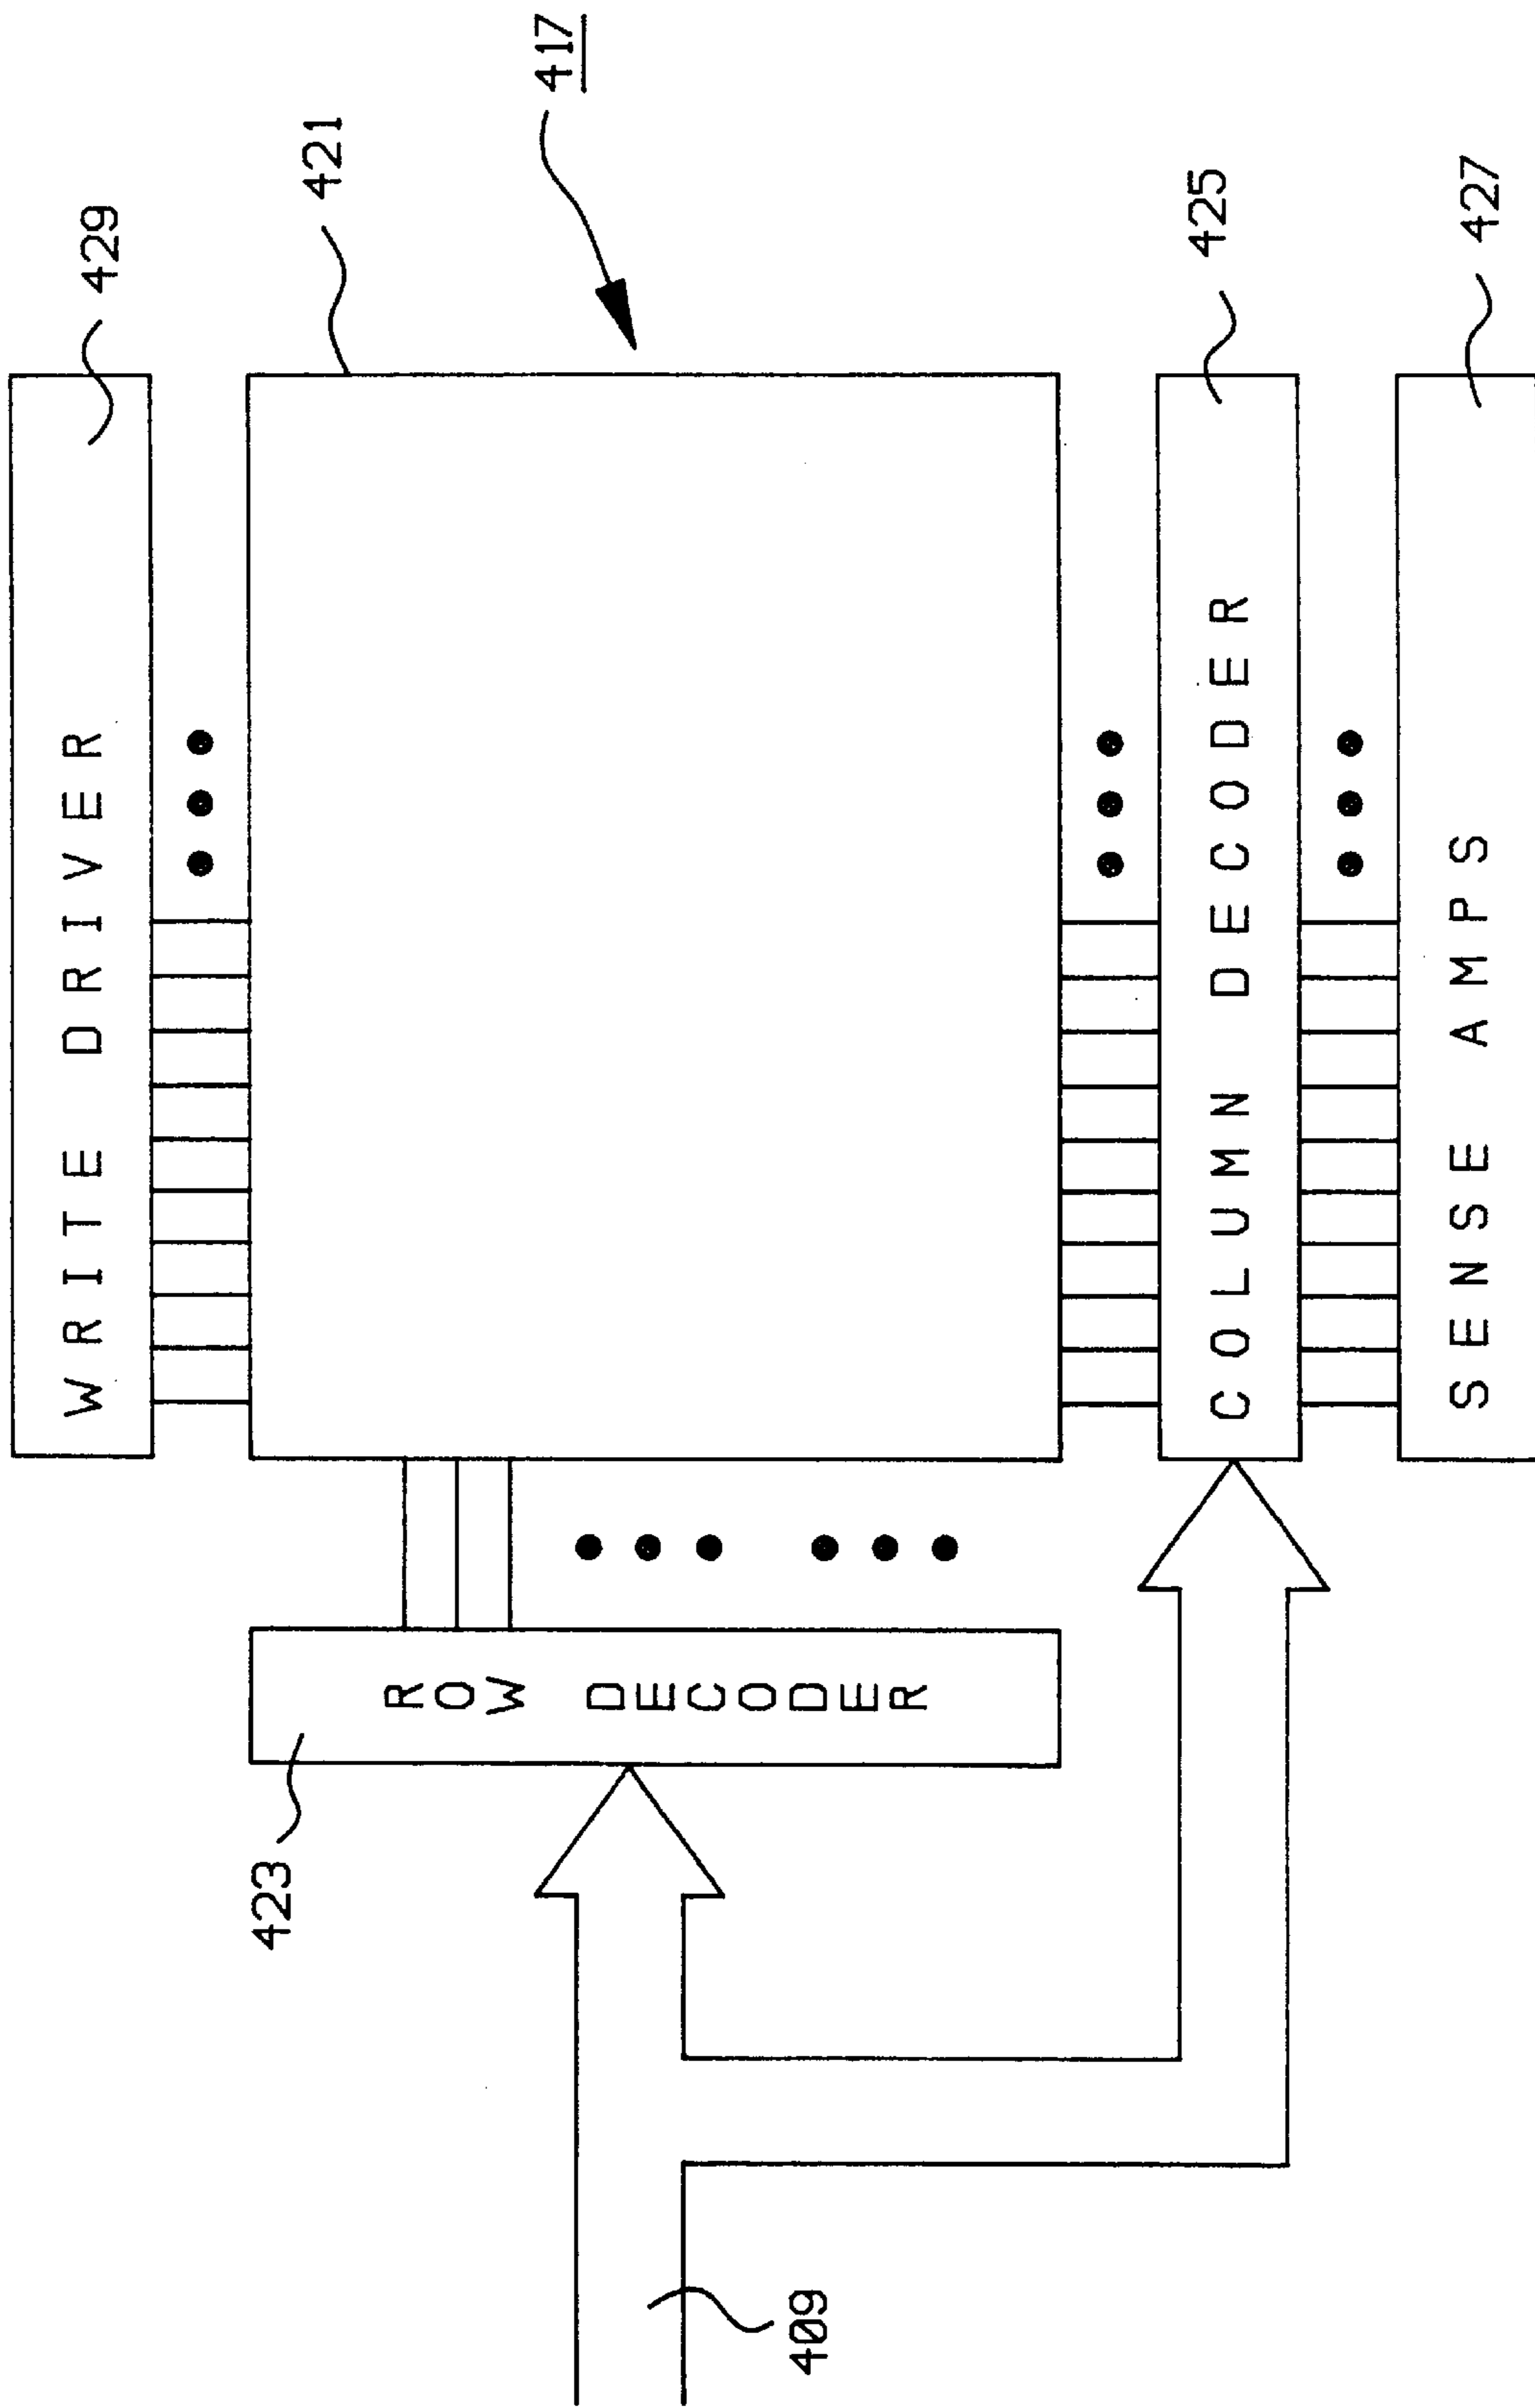 WRITE DRIVER
429
421
417
ROW DECODER
423
COLUMN DECODER
425
SENSE AMPS
427
409